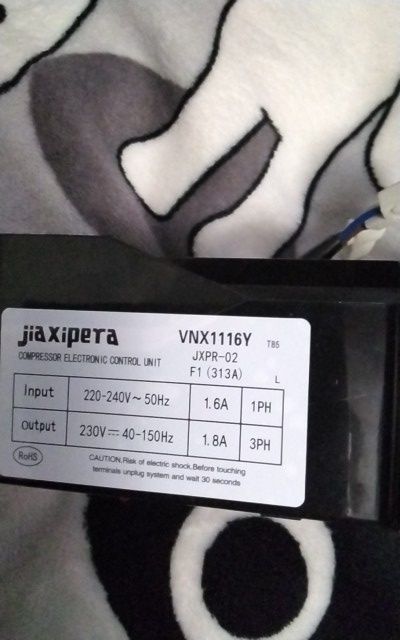 jiaxipera
VNX1116Y TB5
COMPRESSOR ELECTRONIC CONTROL UNIT
JXPR-02
F1 (313A) L
Input 220-240V~50Hz 1.6A 1PH
Output 230V⎓40-150Hz 1.8A 3PH
RoHS
CAUTION.Risk of electric shock.Before touching
terminals unplug system and wait 30 seconds